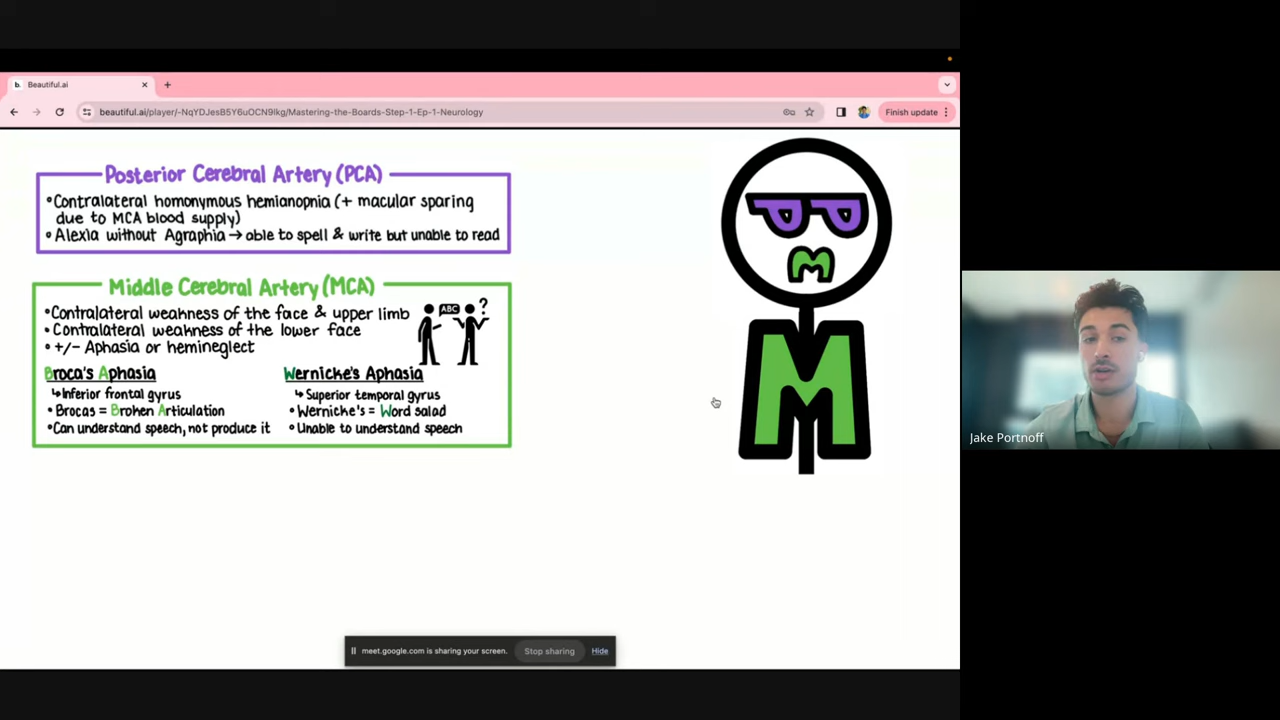 Beautiful.ai
beautiful.ai/player/-NqYDJesB5Y6uOCN9lkg/Mastering-the-Boards-Step-1-Ep-1-Neurology
Finish update
Posterior Cerebral Artery (PCA)
•Contralateral homonymous hemianopnia (+ macular sparing
due to MCA blood supply)
•Alexia without Agraphia → able to spell & write but unable to read
Middle Cerebral Artery (MCA)
•Contralateral weakness of the face & upper limb
•Contralateral weakness of the lower face
•+/- Aphasia or hemineglect
ABC
?
Broca's Aphasia
↳Inferior frontal gyrus
•Brocas = Broken Articulation
•Can understand speech, not produce it
Wernicke's Aphasia
↳Superior temporal gyrus
•Wernicke's = Word salad
•Unable to understand speech
P P
M
M
Jake Portnoff
meet.google.com is sharing your screen.
Stop sharing
Hide